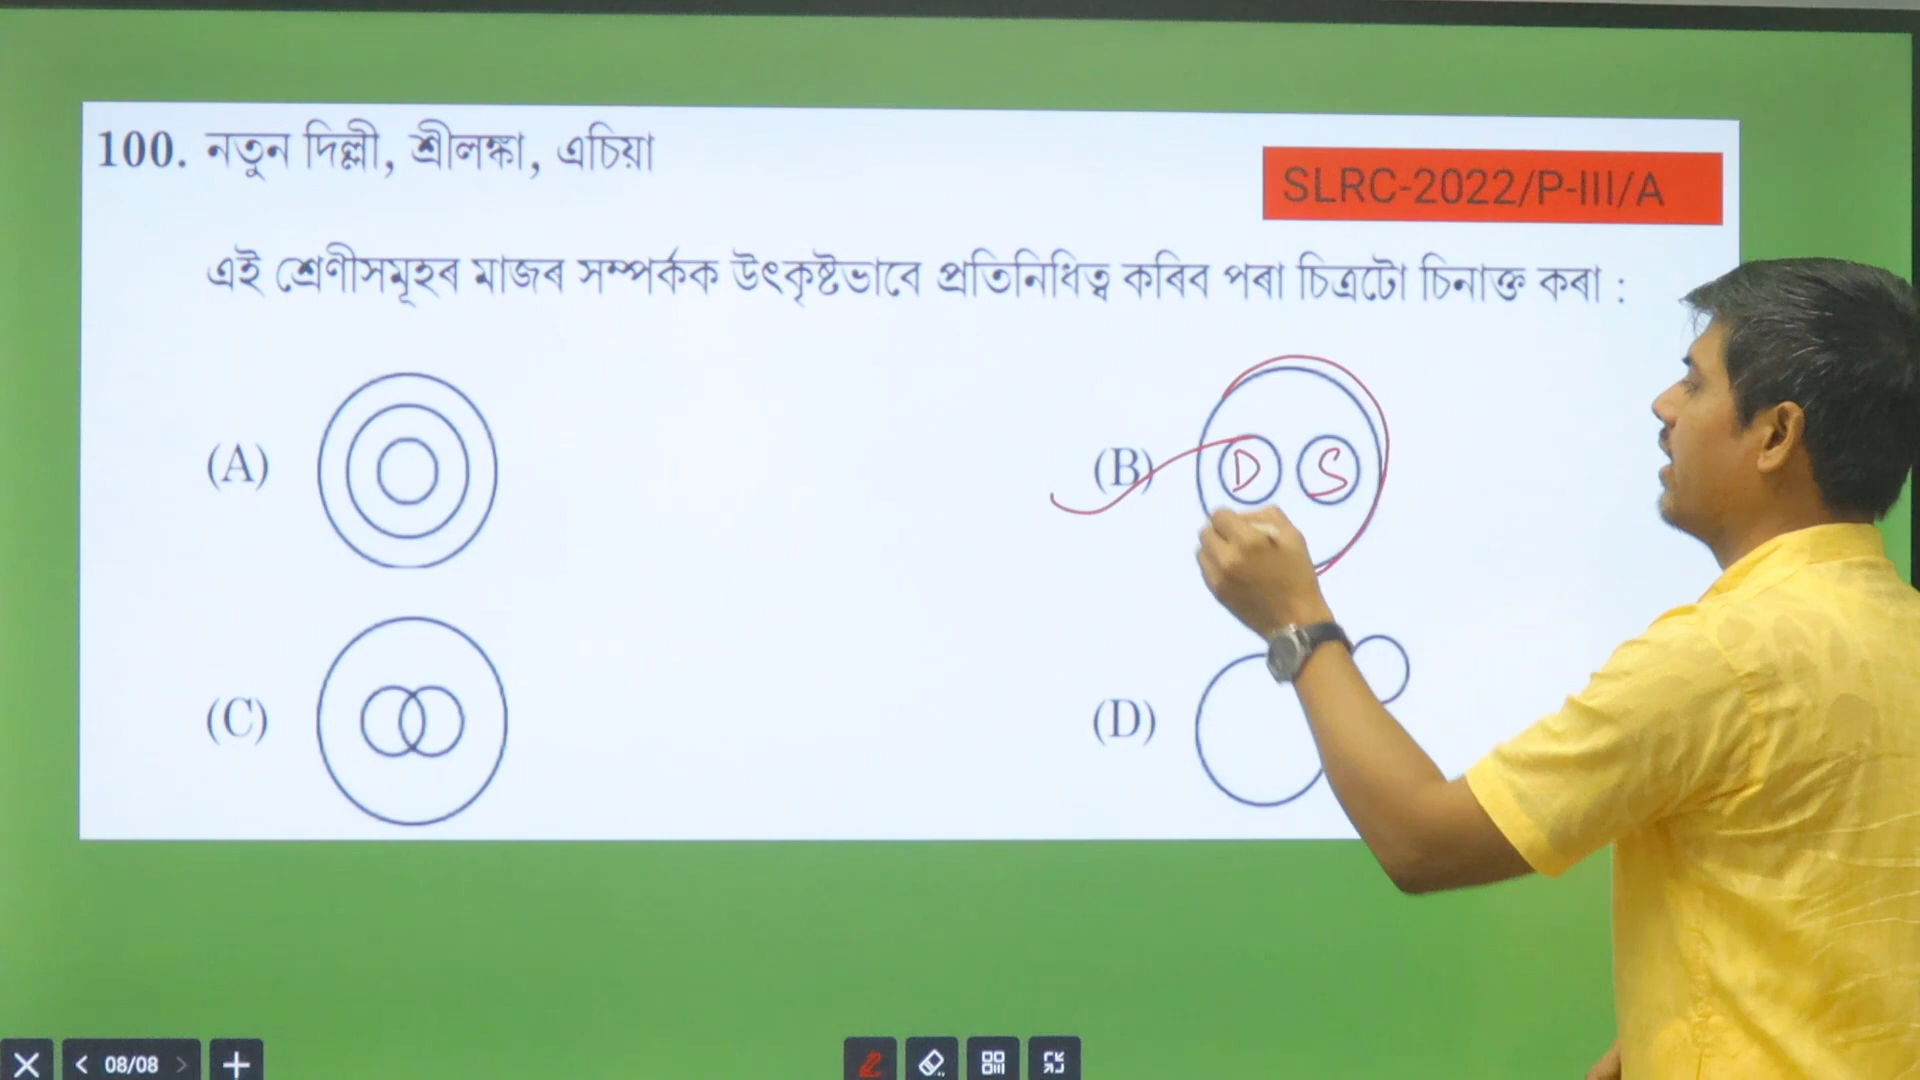 100. নতুন দিল্লী, শ্ৰীলঙ্কা, এচিয়া
SLRC-2022/P-III/A
এই শ্ৰেণীসমূহৰ মাজৰ সম্পৰ্কক উৎকৃষ্টভাৱে প্ৰতিনিধিত্ব কৰিব পৰা চিত্ৰটো চিনাক্ত কৰা :
(A)
(B) D S
(C)
(D)
08/08